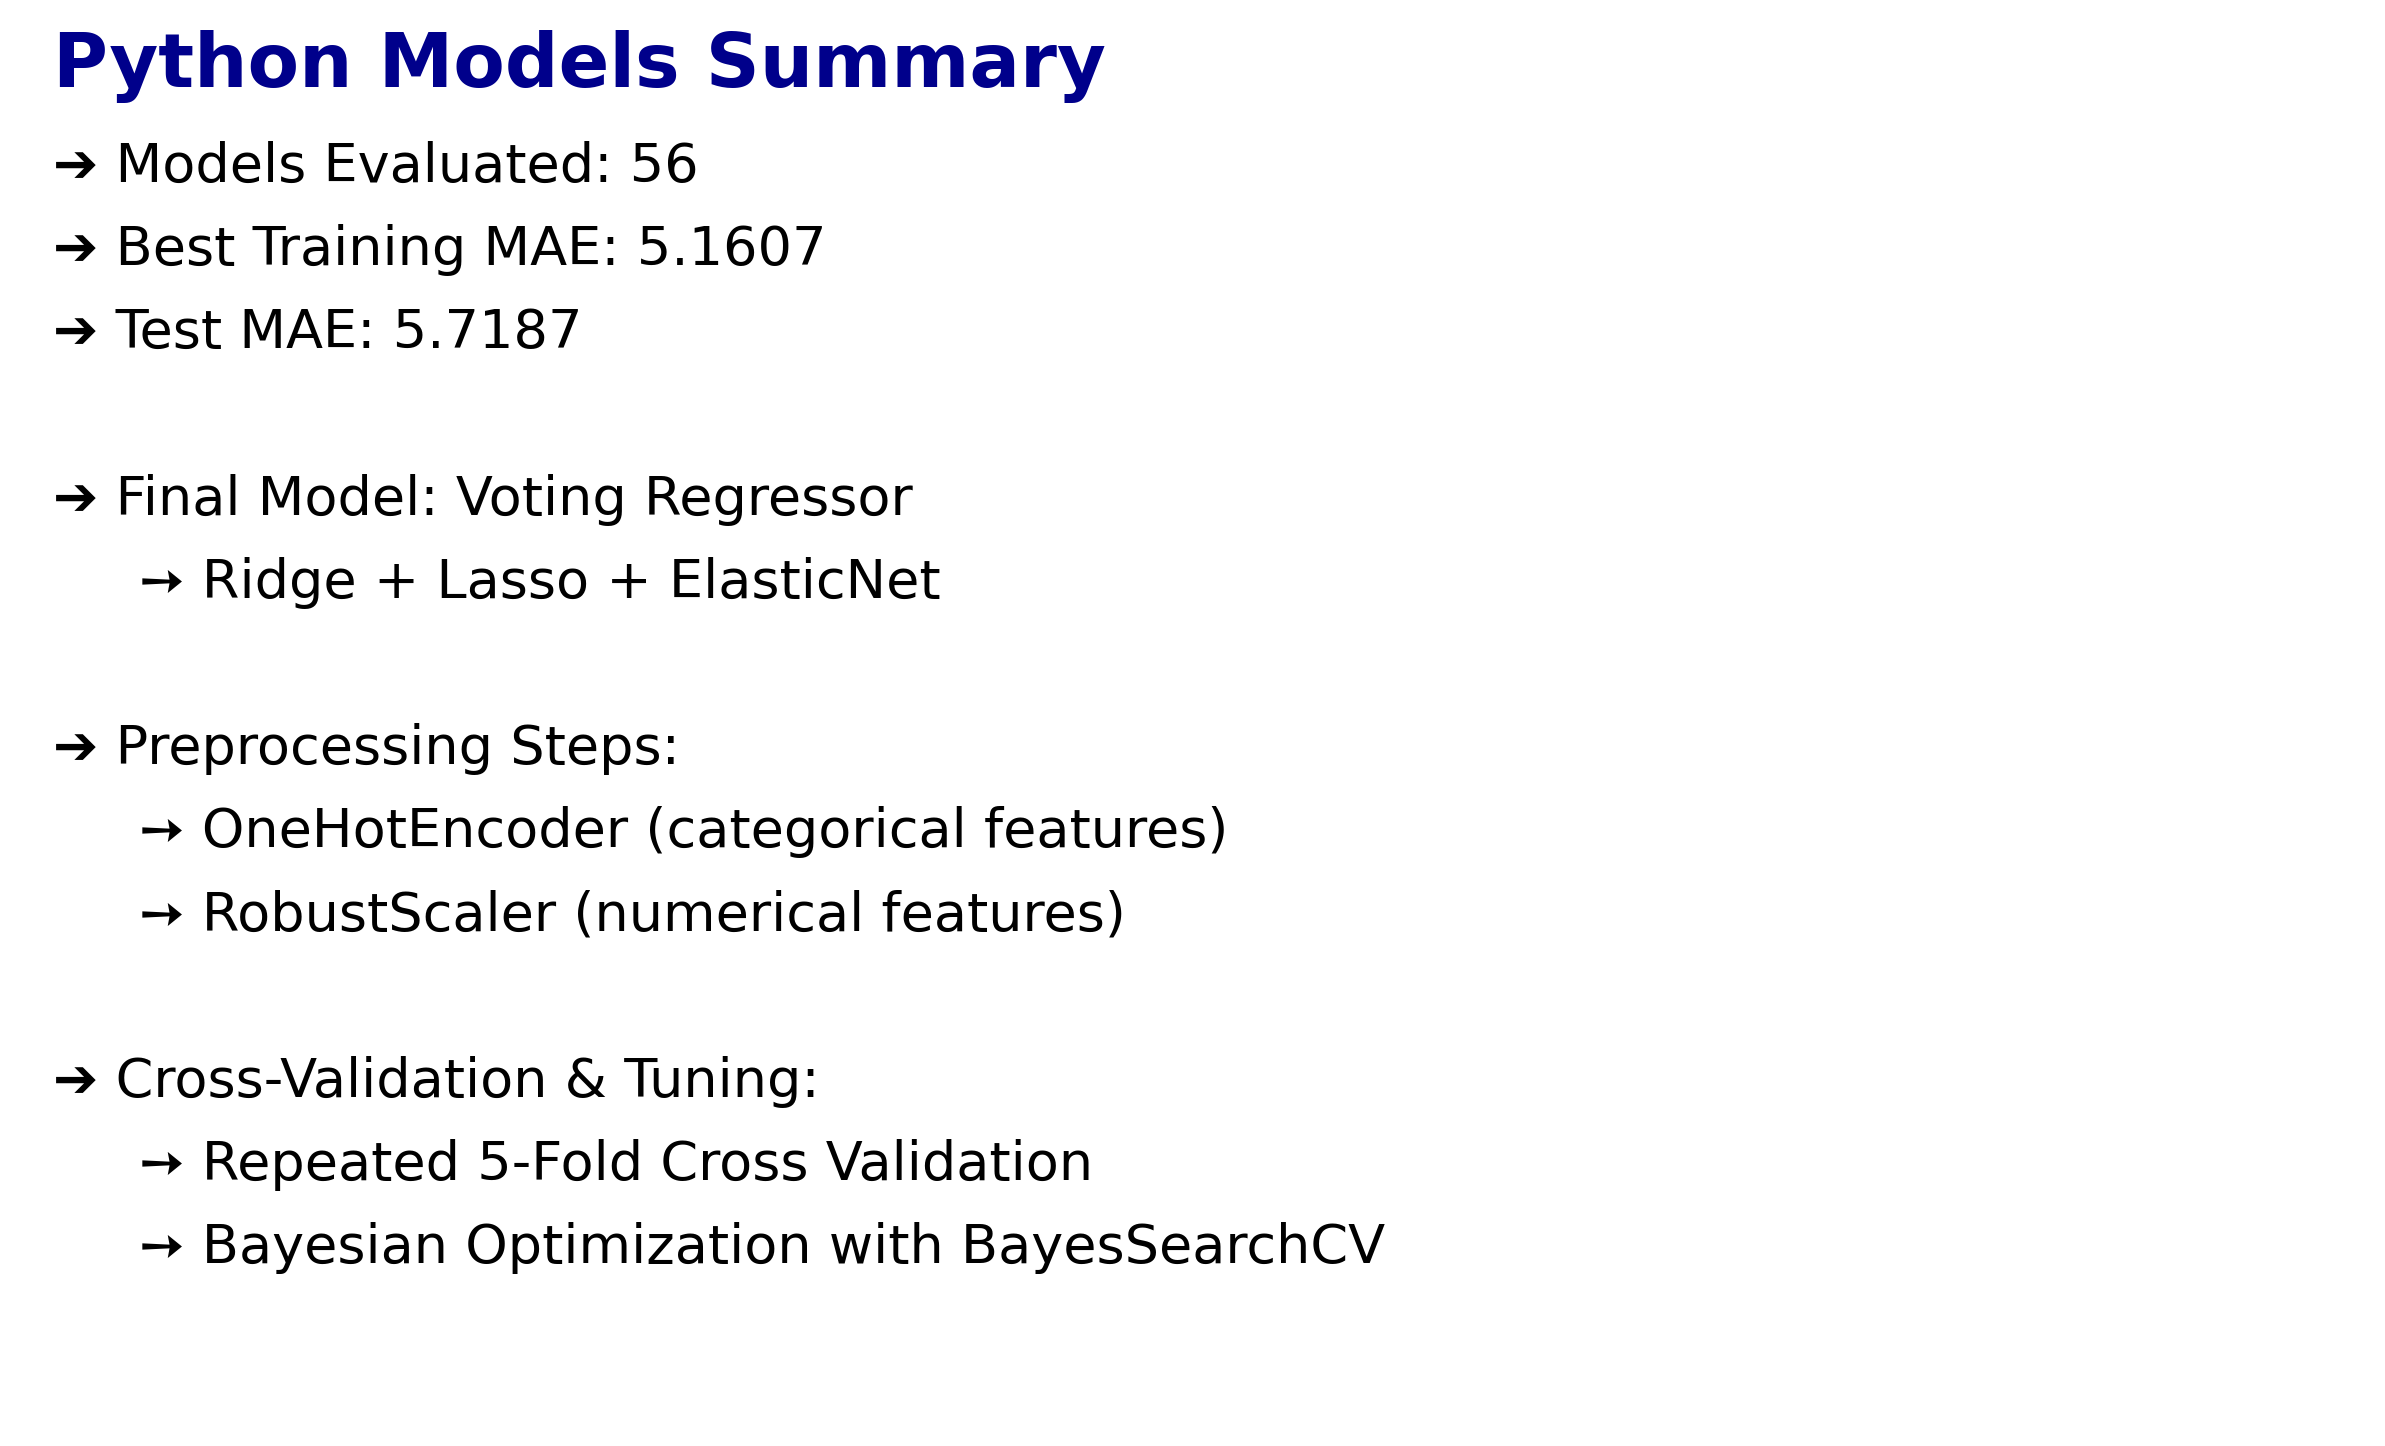 Python Models Summary
➔ Models Evaluated: 56
➔ Best Training MAE: 5.1607
➔ Test MAE: 5.7187
➔ Final Model: Voting Regressor
➙ Ridge + Lasso + ElasticNet
➔ Preprocessing Steps:
➙ OneHotEncoder (categorical features)
➙ RobustScaler (numerical features)
➔ Cross-Validation & Tuning:
➙ Repeated 5-Fold Cross Validation
➙ Bayesian Optimization with BayesSearchCV